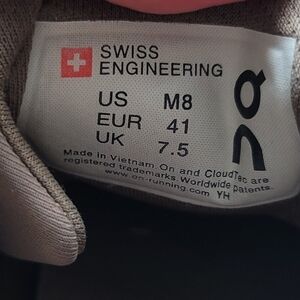 SWISS
ENGINEERING
US M8
EUR 41
UK 7.5
Made in Vietnam. On and CloudTec are
registered trademarks. Worldwide patents.
www.on-running.com YH